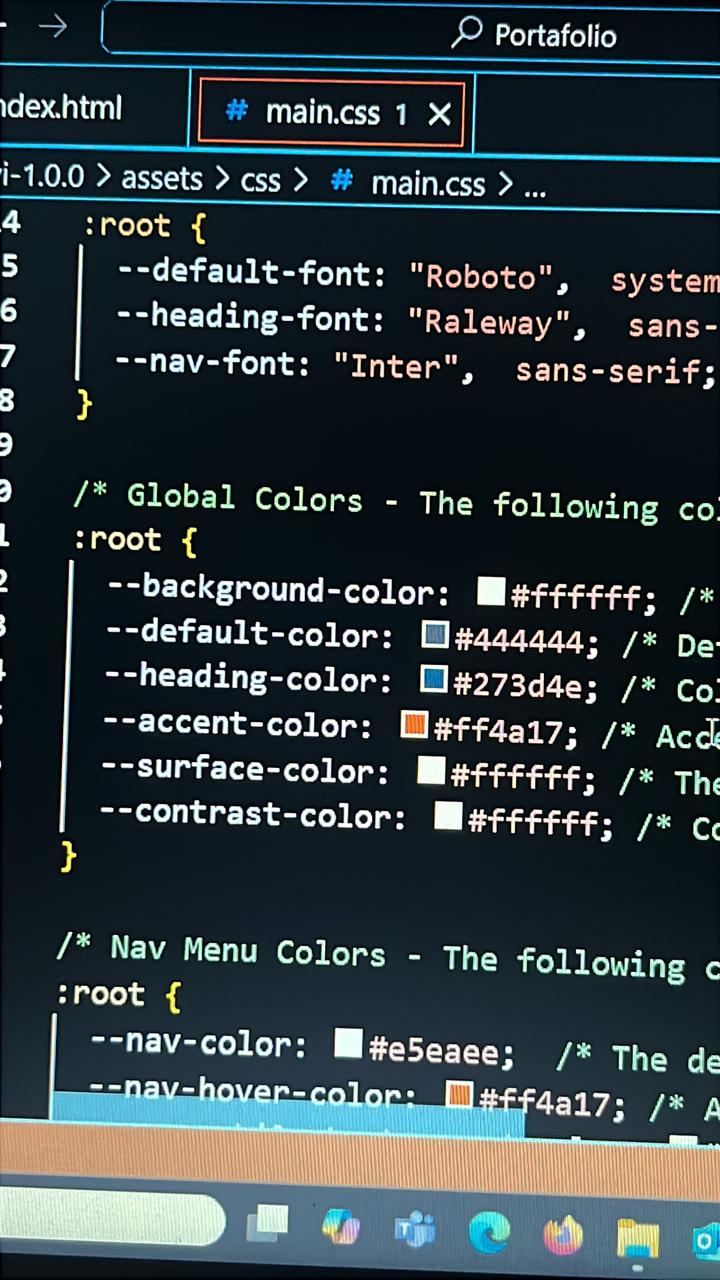 Portafolio
ndex.html # main.css 1 ×
i-1.0.0 > assets > css > # main.css > ...
4 :root {
5 --default-font: "Roboto", system
6 --heading-font: "Raleway", sans-
7 --nav-font: "Inter", sans-serif;
8 }
9
0 /* Global Colors - The following col
1 :root {
2 --background-color: #ffffff; /*
3 --default-color: #444444; /* De
4 --heading-color: #273d4e; /* Col
5 --accent-color: #ff4a17; /* Acce
--surface-color: #ffffff; /* The
--contrast-color: #ffffff; /* Co
}
/* Nav Menu Colors - The following c
:root {
--nav-color: #e5eaee; /* The de
--nav-hover-color: #ff4a17; /* A